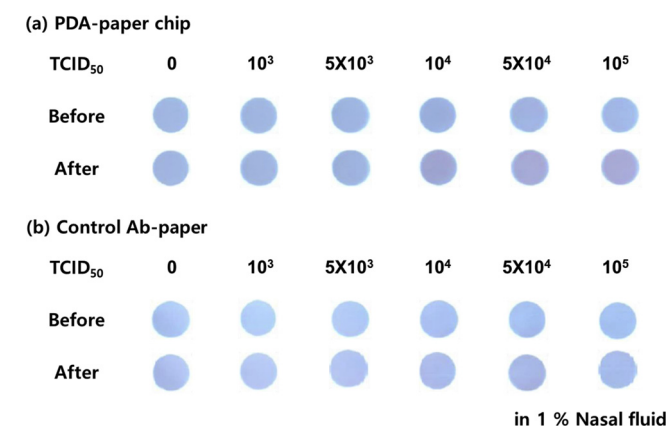 (a) PDA-paper chip
TCID₅₀ 0 10³ 5X10³ 10⁴ 5X10⁴ 10⁵
Before
After
(b) Control Ab-paper
TCID₅₀ 0 10³ 5X10³ 10⁴ 5X10⁴ 10⁵
Before
After
in 1 % Nasal fluid